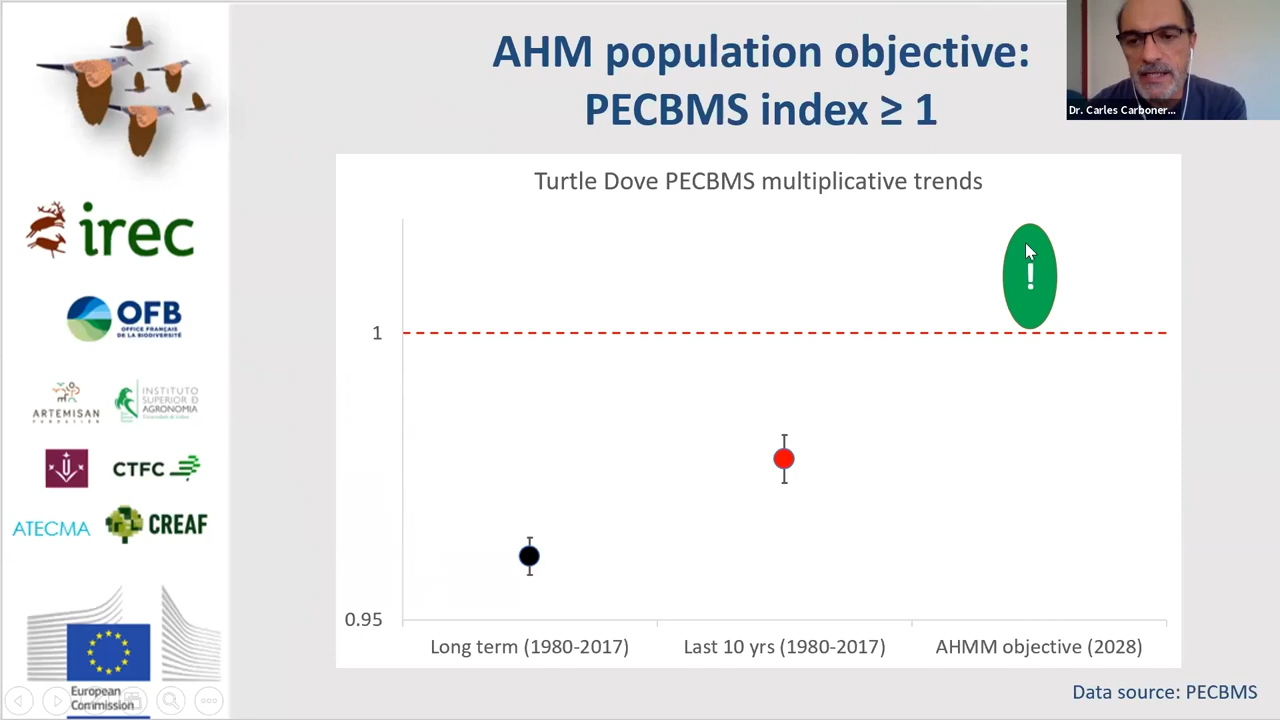 AHM population objective:
PECBMS index ≥ 1
Dr. Carles Carboner...
Turtle Dove PECBMS multiplicative trends
!
1
0.95
Long term (1980-2017)
Last 10 yrs (1980-2017)
AHMM objective (2028)
Data source: PECBMS
irec
OFB
OFFICE FRANÇAIS
DE LA BIODIVERSITÉ
ARTEMISAN
FUNDACIÓN
INSTITUTO
SUPERIOR D
AGRONOMIA
CTFC
ATECMA
CREAF
European
Commission